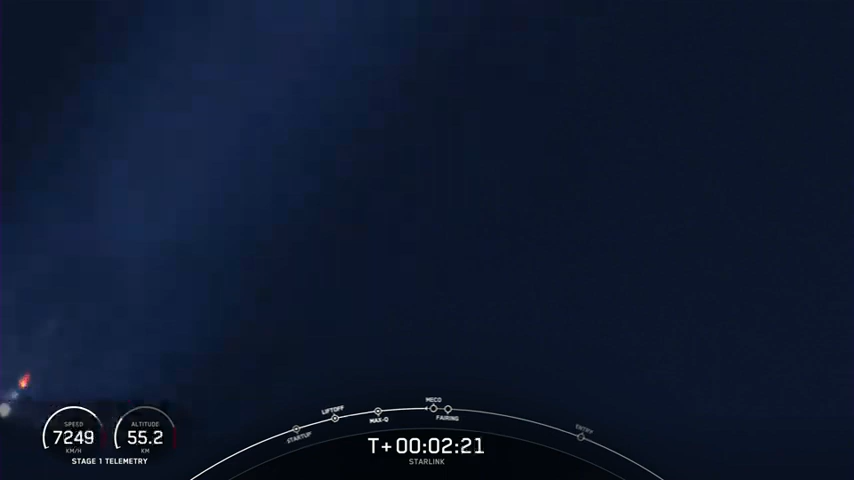 STARTUP
LIFTOFF
MAX-Q
MECO
FAIRING
ENTRY
SPEED
7249
KM/H
ALTITUDE
55.2
KM
STAGE 1 TELEMETRY
T+00:02:21
STARLINK